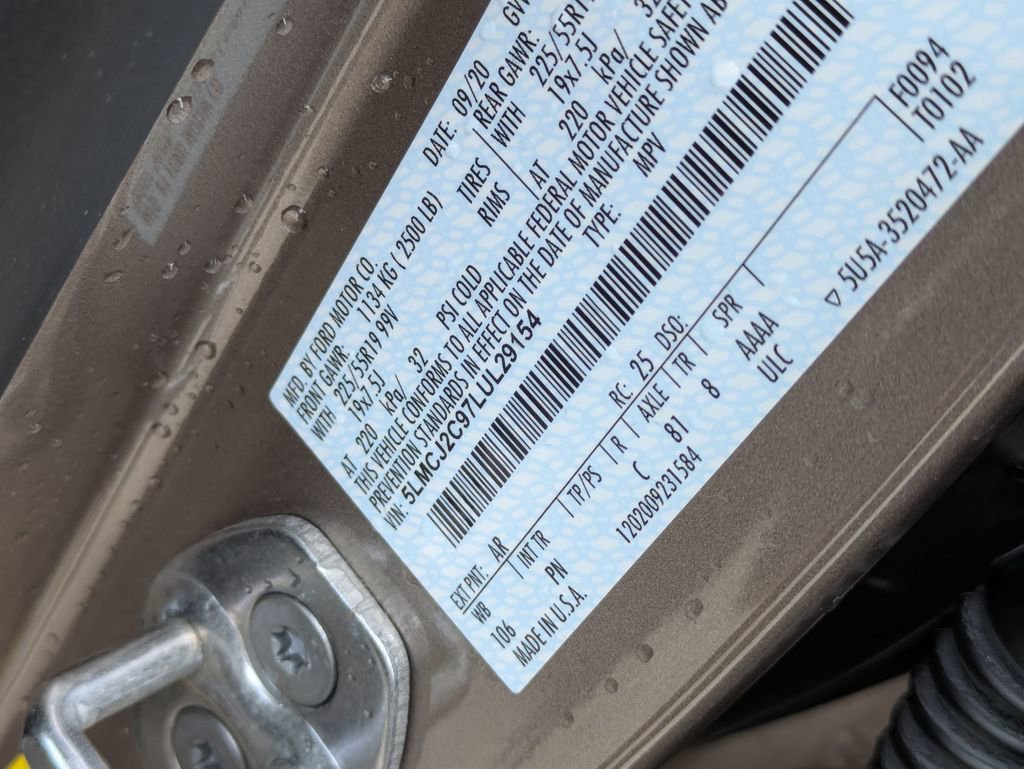 MFD. BY FORD MOTOR CO.
DATE: 09/20
FRONT GAWR: 1134 KG ( 2500 LB)
REAR GAWR:
WITH 225/55R19 99V TIRES WITH
19x7.5J RIMS 19x7.5J
AT 220 kPa/ 32 PSI COLD AT 220 kPa/
THIS VEHICLE CONFORMS TO ALL APPLICABLE FEDERAL MOTOR VEHICLE SAFETY
PREVENTION STANDARDS IN EFFECT ON THE DATE OF MANUFACTURE SHOWN
VIN: 5LMCJ2C97LUL29154
TYPE: MPV
F0094
T0102
EXT PNT: AR RC: 25 DSO:
WB INT TR TP/PS R AXLE TR SPR
106 PN C 81 8 AAAA
ULC
MADE IN U.S.A. 1202009231584
5U5A-3520472-AA